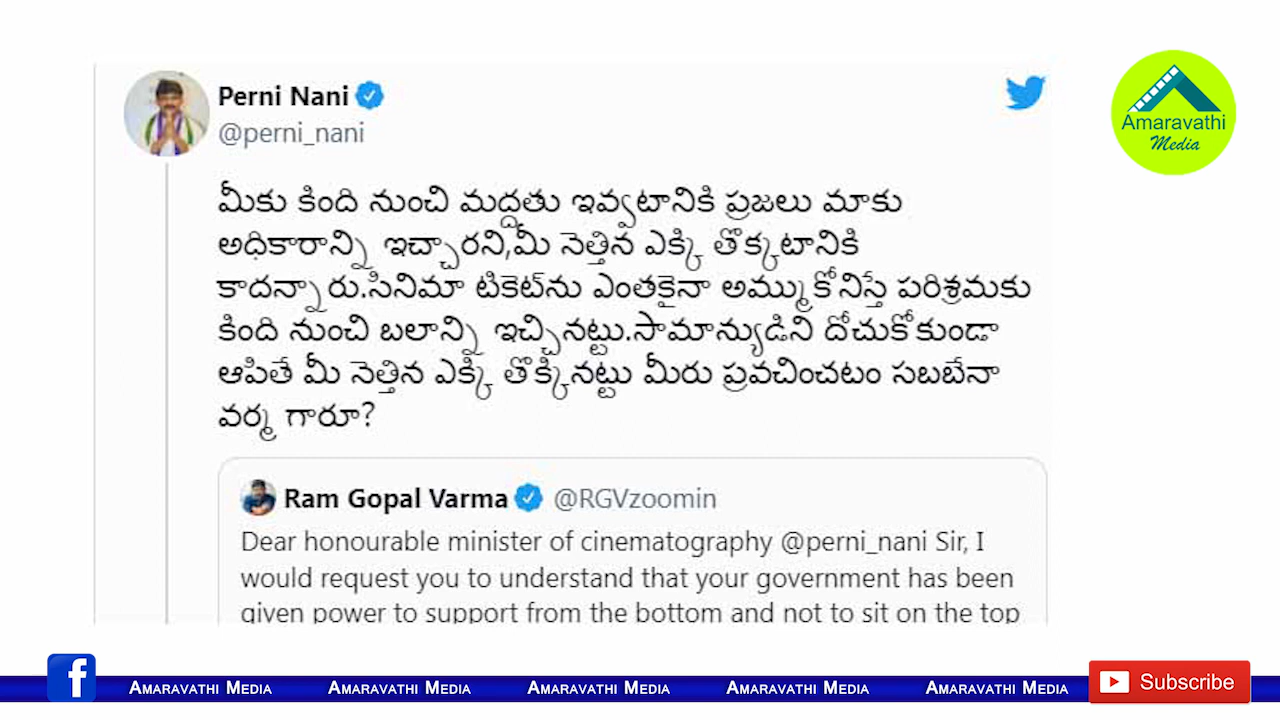 Perni Nani
@perni_nani
Amaravathi
Media
మీకు కింది నుంచి మద్దతు ఇవ్వటానికి ప్రజలు మాకు
అధికారాన్ని ఇచ్చారని,మీ నెత్తిన ఎక్కి తొక్కటానికి
కాదన్నారు.సినిమా టికెట్‌ను ఎంతకైనా అమ్ముకోనిస్తే పరిశ్రమకు
కింది నుంచి బలాన్ని ఇచ్చినట్టు.సామాన్యుడిని దోచుకోకుండా
ఆపితే మీ నెత్తిన ఎక్కి తొక్కినట్టు మీరు ప్రవచించటం సబబేనా
వర్మ గారూ?
Ram Gopal Varma @RGVzoomin
Dear honourable minister of cinematography @perni_nani Sir, I
would request you to understand that your government has been
given power to support from the bottom and not to sit on the top
f Amaravathi Media Amaravathi Media Amaravathi Media Amaravathi Media Amaravathi Media Subscribe